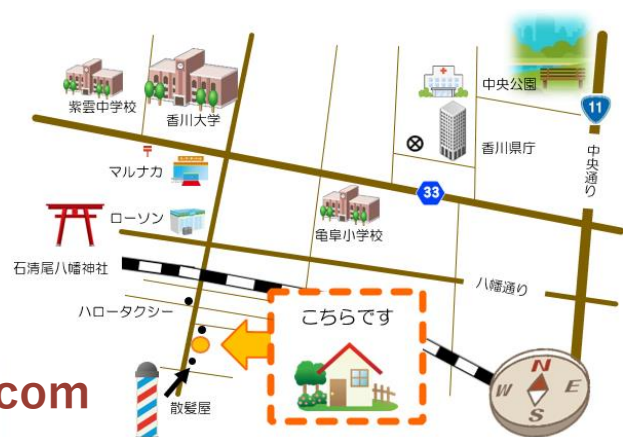 中央公園
11
紫雲中学校
香川大学
香川県庁
中央通り
マルナカ
33
ローソン
亀阜小学校
石清尾八幡神社
八幡通り
ハロータクシー
こちらです
N
W
E
S
.com
散髪屋